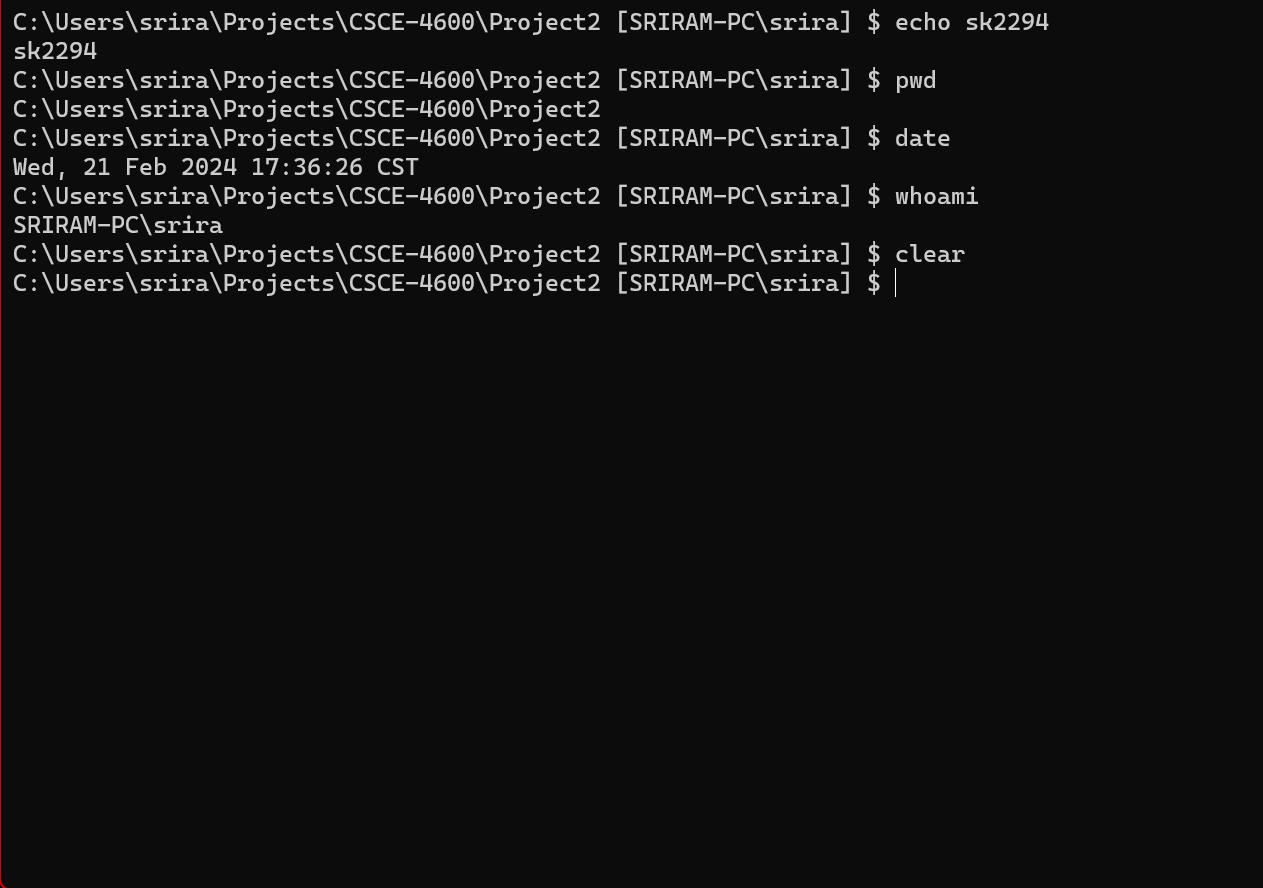 C:\Users\srira\Projects\CSCE-4600\Project2 [SRIRAM-PC\srira] $ echo sk2294
sk2294
C:\Users\srira\Projects\CSCE-4600\Project2 [SRIRAM-PC\srira] $ pwd
C:\Users\srira\Projects\CSCE-4600\Project2
C:\Users\srira\Projects\CSCE-4600\Project2 [SRIRAM-PC\srira] $ date
Wed, 21 Feb 2024 17:36:26 CST
C:\Users\srira\Projects\CSCE-4600\Project2 [SRIRAM-PC\srira] $ whoami
SRIRAM-PC\srira
C:\Users\srira\Projects\CSCE-4600\Project2 [SRIRAM-PC\srira] $ clear
C:\Users\srira\Projects\CSCE-4600\Project2 [SRIRAM-PC\srira] $